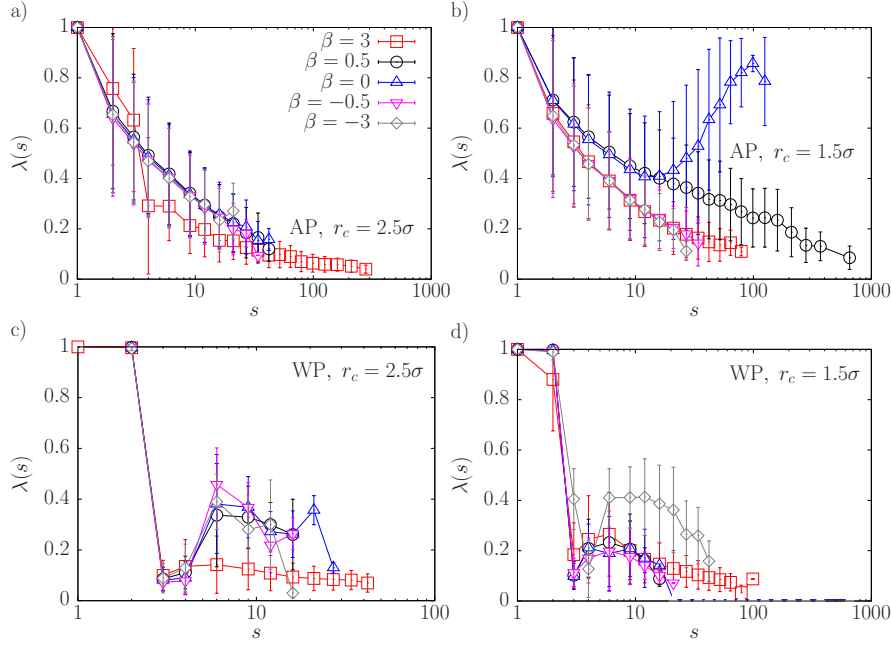 a)
1
0.8
0.6
0.4
0.2
0
λ(s)
β = 3
β = 0.5
β = 0
β = −0.5
β = −3
AP, r_c = 2.5σ
1 10 100 1000
s
b)
1
0.8
0.6
0.4
0.2
0
λ(s)
AP, r_c = 1.5σ
1 10 100 1000
s
c)
1
0.8
0.6
0.4
0.2
0
λ(s)
WP, r_c = 2.5σ
1 10 100
s
d)
1
0.8
0.6
0.4
0.2
0
λ(s)
WP, r_c = 1.5σ
1 10 100 1000
s